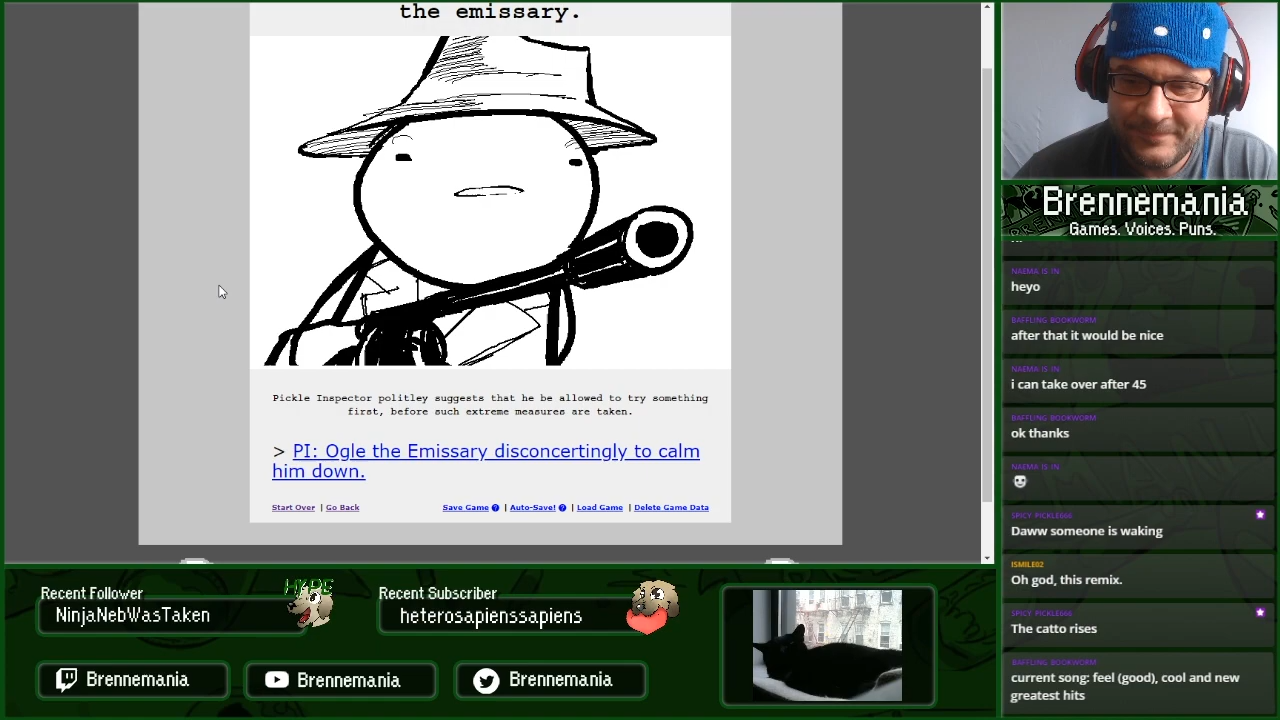 the emissary.
Pickle Inspector politley suggests that he be allowed to try something
first, before such extreme measures are taken.
> PI: Ogle the Emissary disconcertingly to calm
him down.
Start Over | Go Back
Save Game ? | Auto-Save! ? | Load Game | Delete Game Data
Brennemania
Games. Voices. Puns.
NAEMA IS IN
heyo
BAFFLING BOOKWORM
after that it would be nice
NAEMA IS IN
i can take over after 45
BAFFLING BOOKWORM
ok thanks
NAEMA IS IN
SPICY PICKLE666
Daww someone is waking
ISMILE02
Oh god, this remix.
SPICY PICKLE666
The catto rises
BAFFLING BOOKWORM
current song: feel (good), cool and new
greatest hits
Recent Follower
HYPE
NinjaNebWasTaken
Recent Subscriber
heterosapienssapiens
Brennemania
Brennemania
Brennemania